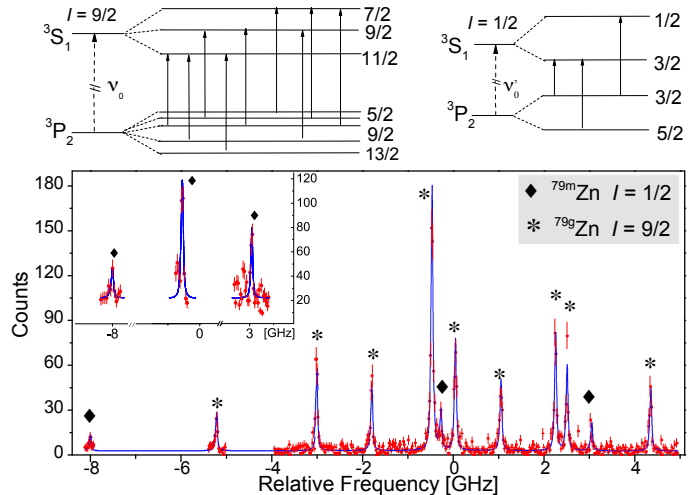 I = 9/2
³S₁
ν₀
³P₂
7/2
9/2
11/2
5/2
9/2
13/2
I = 1/2
³S₁
ν₀'
³P₂
1/2
3/2
3/2
5/2
Counts
180
150
120
90
60
30
0
120
100
80
60
40
20
-8 0 3 [GHz]
◆ ⁷⁹ᵐZn I = 1/2
* ⁷⁹ᵍZn I = 9/2
-8 -6 -4 -2 0 2 4
Relative Frequency [GHz]